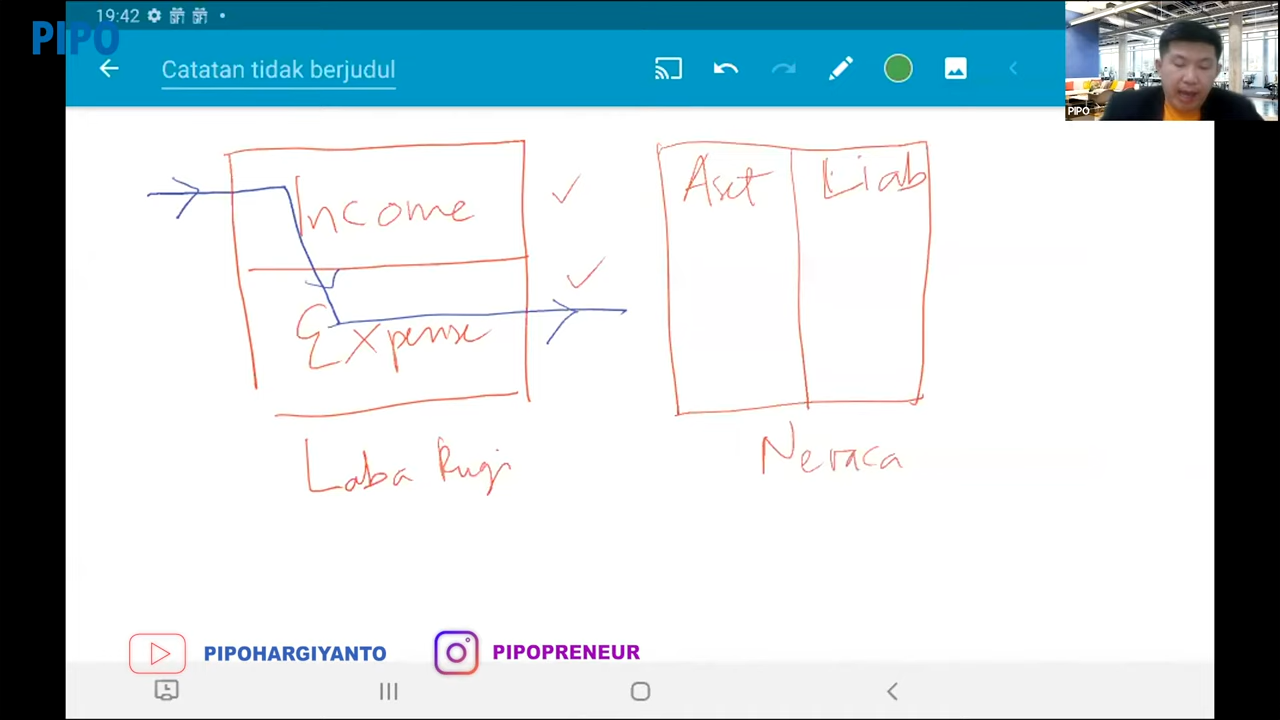 19:42
PIPO
Catatan tidak berjudul
PIPO
Income
Expense
Aset
Liab
Laba Rugi
Neraca
PIPOHARGIYANTO
PIPOPRENEUR